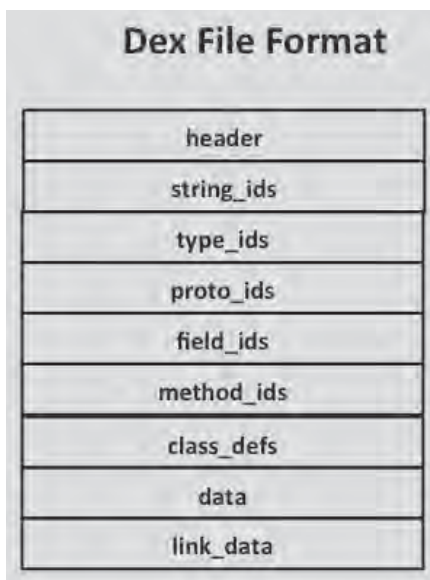 Dex File Format
header
string_ids
type_ids
proto_ids
field_ids
method_ids
class_defs
data
link_data